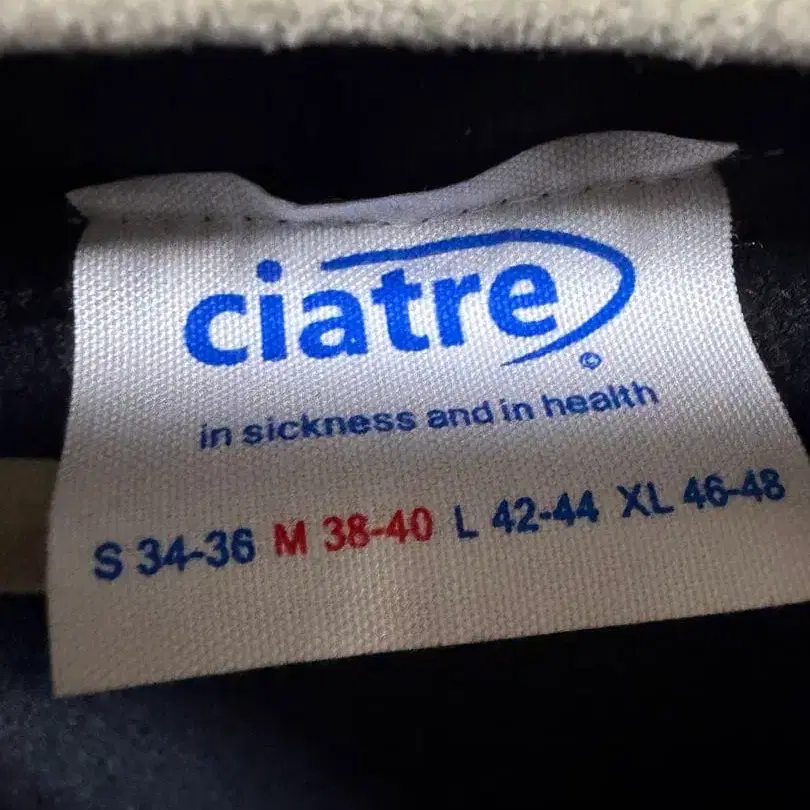 ciatre
©
in sickness and in health
S 34-36 M 38-40 L 42-44 XL 46-48